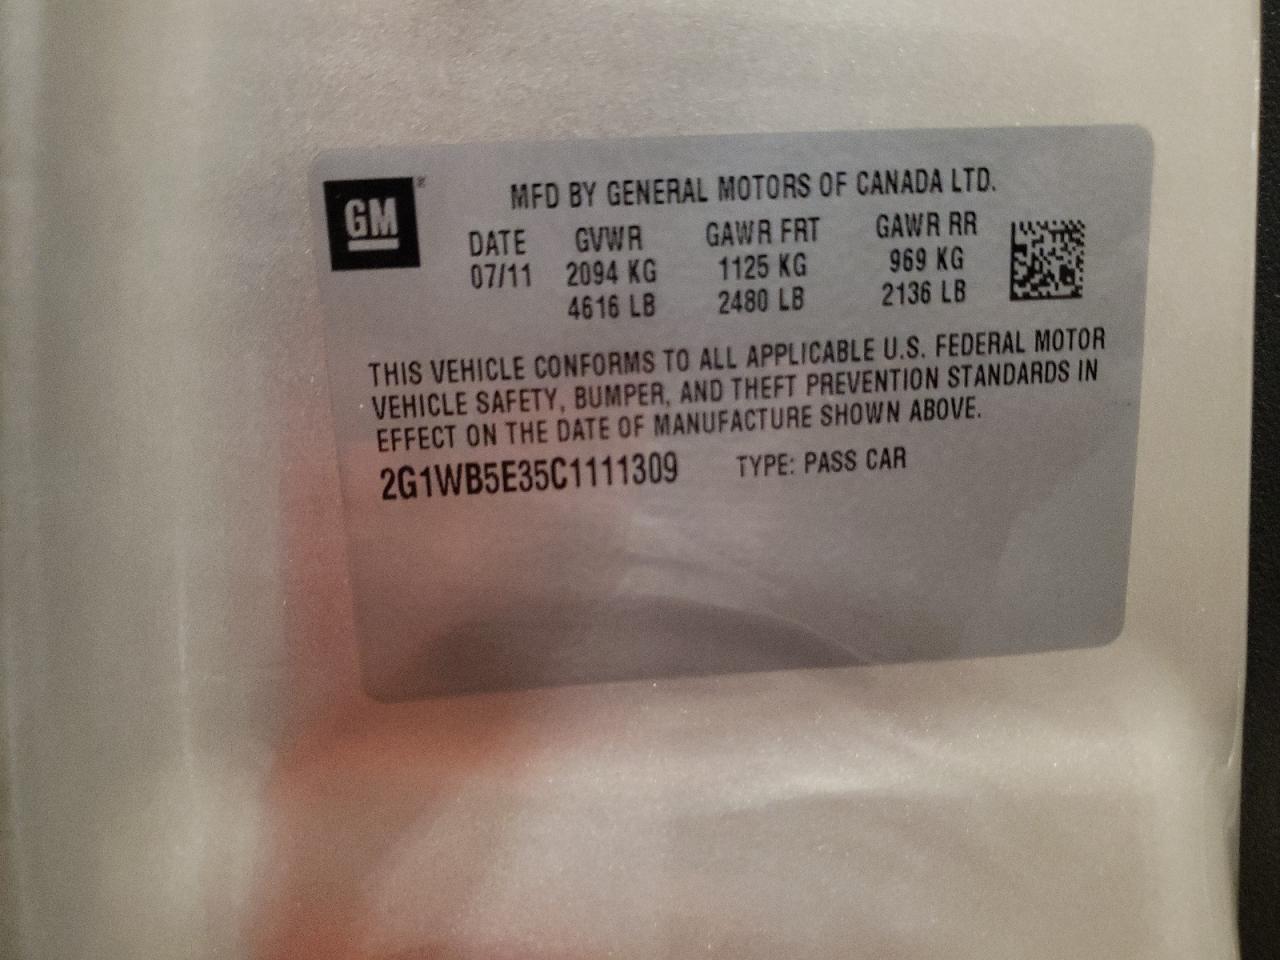 GM
MFD BY GENERAL MOTORS OF CANADA LTD.
DATE GVWR GAWR FRT GAWR RR
07/11 2094 KG 1125 KG 969 KG
4616 LB 2480 LB 2136 LB
THIS VEHICLE CONFORMS TO ALL APPLICABLE U.S. FEDERAL MOTOR
VEHICLE SAFETY, BUMPER, AND THEFT PREVENTION STANDARDS IN
EFFECT ON THE DATE OF MANUFACTURE SHOWN ABOVE.
2G1WB5E35C1111309 TYPE: PASS CAR